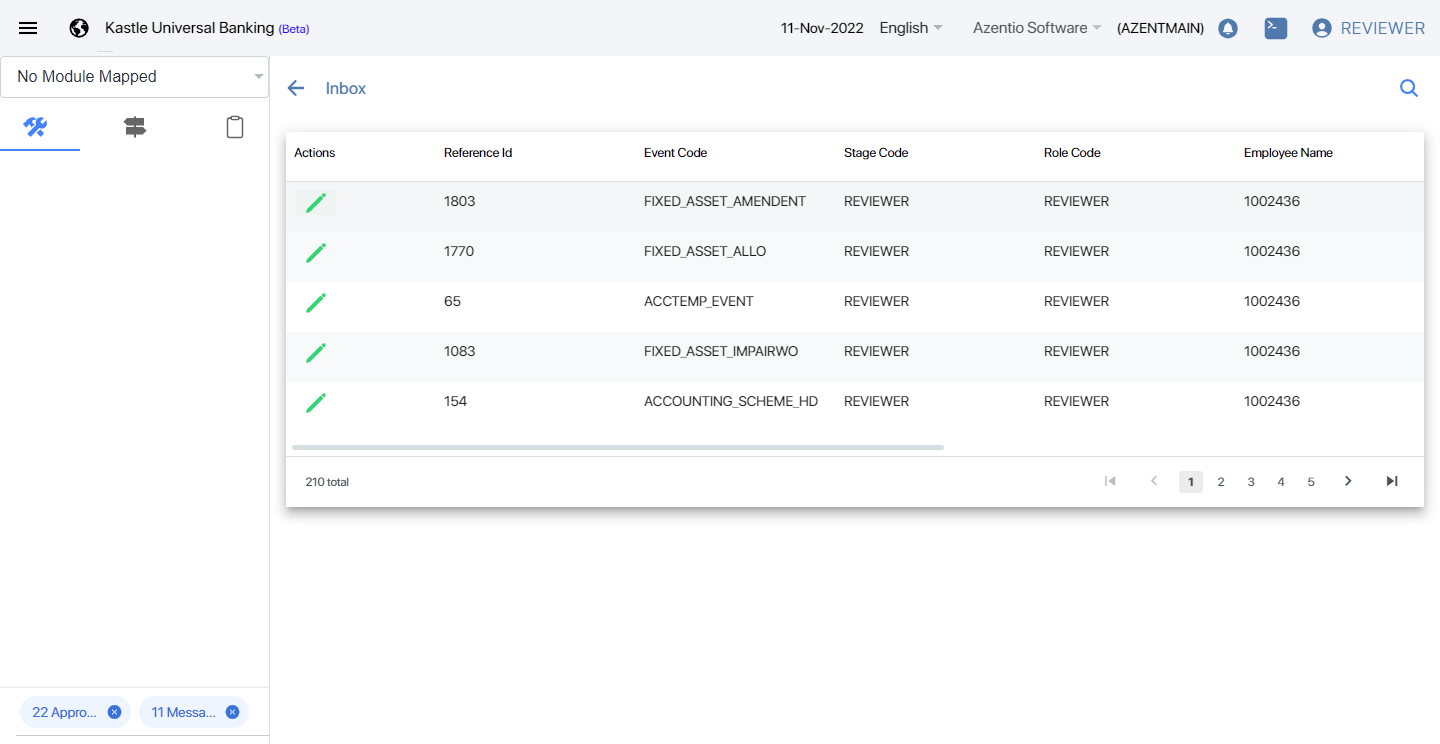 Kastle Universal Banking (Beta) 11-Nov-2022 English Azentio Software (AZENTMAIN) REVIEWER
No Module Mapped
Inbox
Actions Reference Id Event Code Stage Code Role Code Employee Name
1803 FIXED_ASSET_AMENDENT REVIEWER REVIEWER 1002436
1770 FIXED_ASSET_ALLO REVIEWER REVIEWER 1002436
65 ACCTEMP_EVENT REVIEWER REVIEWER 1002436
1083 FIXED_ASSET_IMPAIRWO REVIEWER REVIEWER 1002436
154 ACCOUNTING_SCHEME_HD REVIEWER REVIEWER 1002436
210 total 1 2 3 4 5
22 Appro... 11 Messa...